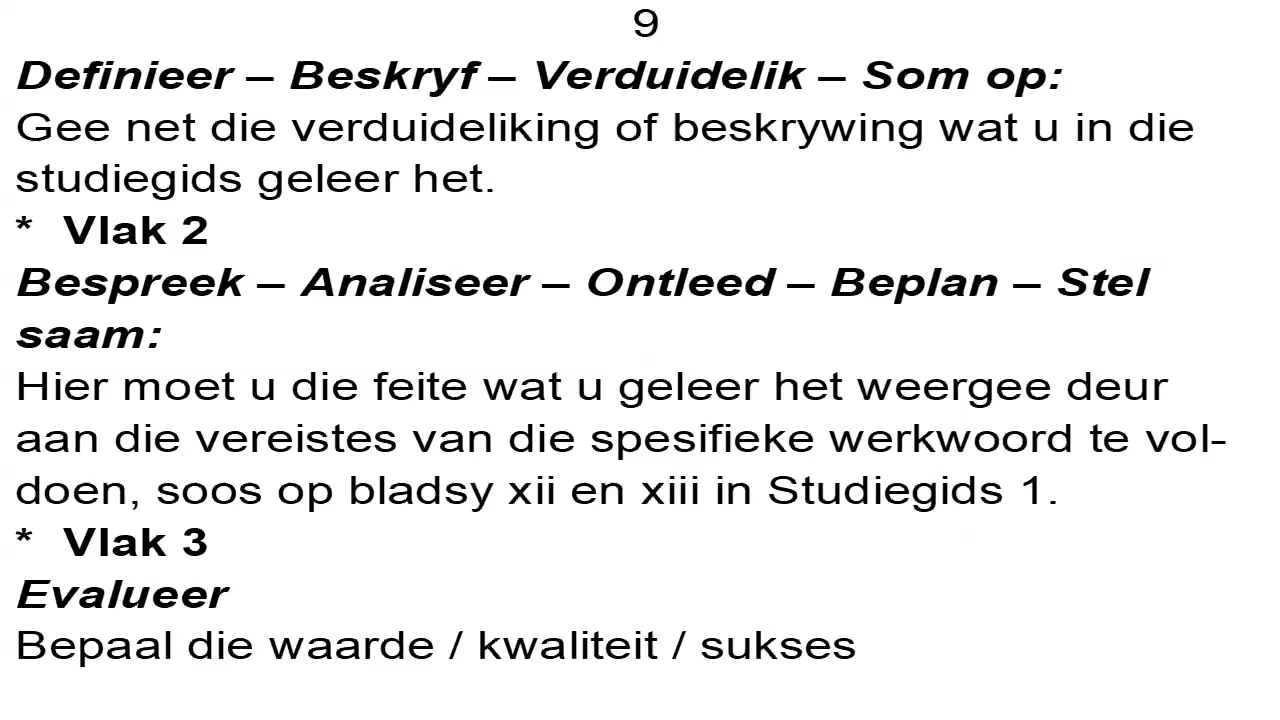 9
Definieer – Beskryf – Verduidelik – Som op:
Gee net die verduideliking of beskrywing wat u in die
studiegids geleer het.
* Vlak 2
Bespreek – Analiseer – Ontleed – Beplan – Stel
saam:
Hier moet u die feite wat u geleer het weergee deur
aan die vereistes van die spesifieke werkwoord te vol-
doen, soos op bladsy xii en xiii in Studiegids 1.
* Vlak 3
Evalueer
Bepaal die waarde / kwaliteit / sukses